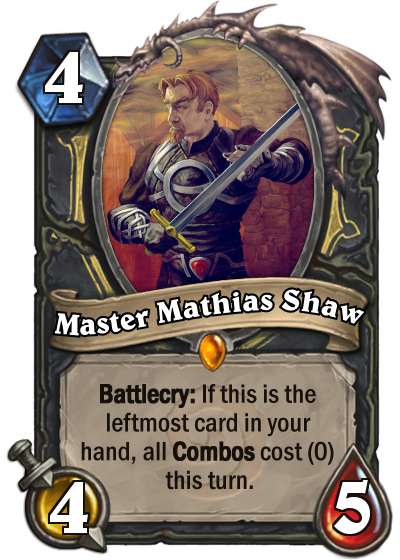 4
Master Mathias Shaw
Battlecry: If this is the
leftmost card in your
hand, all Combos cost (0)
this turn.
4
5